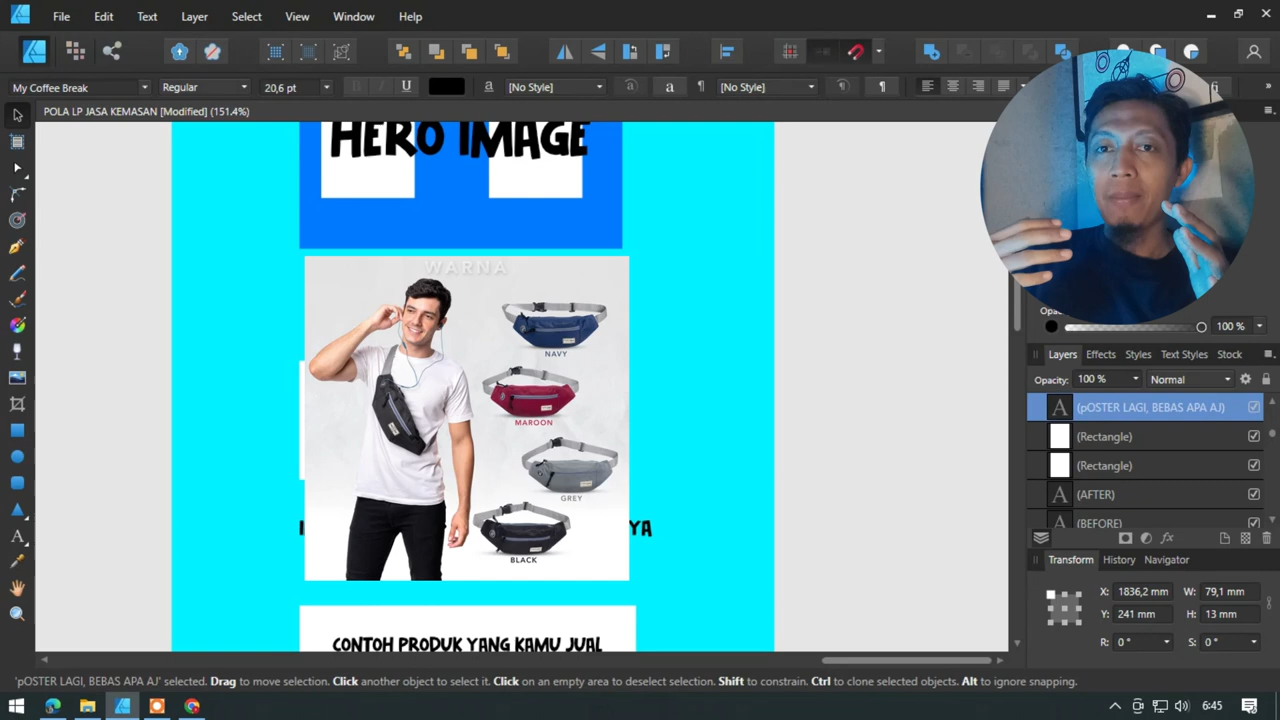 File Edit Text Layer Select View Window Help
My Coffee Break Regular 20,6 pt B I U a [No Style] a a ¶ [No Style] ¶
POLA LP JASA KEMASAN [Modified] (151.4%)
HERO IMAGE
WARNA
NAVY
MAROON
GREY
YA
BLACK
CONTOH PRODUK YANG KAMU JUAL
100 %
Layers Effects Styles Text Styles Stock
Opacity: 100 % Normal
A (pOSTER LAGI, BEBAS APA AJ)
(Rectangle)
(Rectangle)
A (AFTER)
A (BEFORE)
fx
Transform History Navigator
X: 1836,2 mm W: 79,1 mm
Y: 241 mm H: 13 mm
R: 0 ° S: 0 °
'pOSTER LAGI, BEBAS APA AJ' selected. Drag to move selection. Click another object to select it. Click on an empty area to deselect selection. Shift to constrain. Ctrl to clone selected objects. Alt to ignore snapping.
6:45